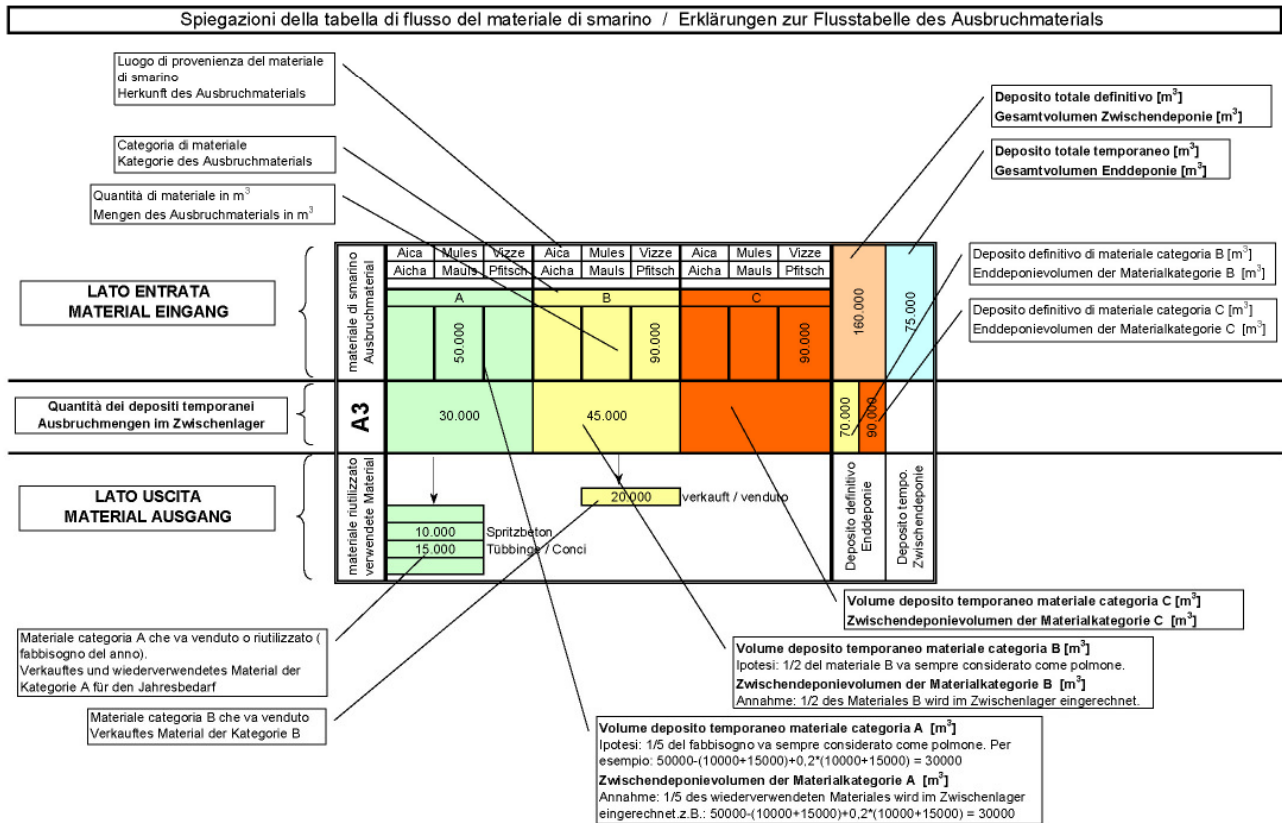 Spiegazioni della tabella di flusso del materiale di smarino / Erklärungen zur Flusstabelle des Ausbruchmaterials
Luogo di provenienza del materiale
di smarino
Herkunft des Ausbruchmaterials
Categoria di materiale
Kategorie des Ausbruchmaterials
Quantità di materiale in m³
Mengen des Ausbruchmaterials in m³
Deposito totale definitivo [m³]
Gesamtvolumen Zwischendeponie [m³]
Deposito totale temporaneo [m³]
Gesamtvolumen Enddeponie [m³]
Deposito definitivo di materiale categoria B [m³]
Enddeponievolumen der Materialkategorie B [m³]
Deposito definitivo di materiale categoria C [m³]
Enddeponievolumen der Materialkategorie C [m³]
LATO ENTRATA
MATERIAL EINGANG
materiale di smarino
Ausbruchmaterial
Aica Mules Vizze Aica Mules Vizze Aica Mules Vizze
Aicha Mauls Pfitsch Aicha Mauls Pfitsch Aicha Mauls Pfitsch
A B C
50.000 90.000 90.000 160.000 75.000
Quantità dei depositi temporanei
Ausbruchmengen im Zwischenlager
A3 30.000 45.000 70.000 90.000
LATO USCITA
MATERIAL AUSGANG
materiale riutilizzato
verwendete Material
20.000 verkauft / venduto
10.000 Spritzbeton
15.000 Tübbinge / Conci
Deposito definitivo
Enddeponie
Deposito tempo.
Zwischendeponie
Volume deposito temporaneo materiale categoria C [m³]
Zwischendeponievolumen der Materialkategorie C [m³]
Volume deposito temporaneo materiale categoria B [m³]
Ipotesi: 1/2 del materiale B va sempre considerato come polmone.
Zwischendeponievolumen der Materialkategorie B [m³]
Annahme: 1/2 des Materiales B wird im Zwischenlager eingerechnet.
Materiale categoria A che va venduto o riutilizzato (
fabbisogno del anno).
Verkauftes und wiederverwendetes Material der
Kategorie A für den Jahresbedarf
Materiale categoria B che va venduto
Verkauftes Material der Kategorie B
Volume deposito temporaneo materiale categoria A [m³]
Ipotesi: 1/5 del fabbisogno va sempre considerato come polmone. Per
esempio: 50000-(10000+15000)+0,2*(10000+15000) = 30000
Zwischendeponievolumen der Materialkategorie A [m³]
Annahme: 1/5 des wiederverwendeten Materiales wird im Zwischenlager
eingerechnet.z.B.: 50000-(10000+15000)+0,2*(10000+15000) = 30000